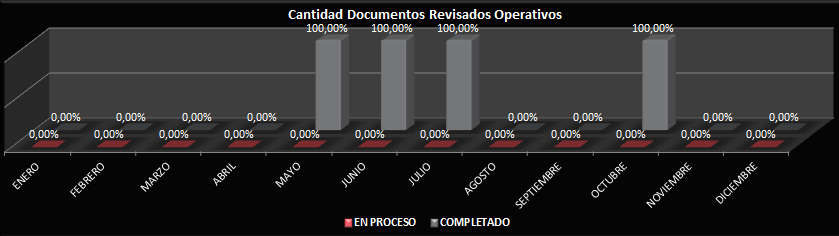 Cantidad Documentos Revisados Operativos
100,00% 100,00% 100,00% 100,00%
0,00% 0,00% 0,00% 0,00% 0,00% 0,00% 0,00% 0,00%
0,00% 0,00% 0,00% 0,00% 0,00% 0,00% 0,00% 0,00% 0,00% 0,00% 0,00% 0,00%
ENERO FEBRERO MARZO ABRIL MAYO JUNIO JULIO AGOSTO SEPTIEMBRE OCTUBRE NOVIEMBRE DICIEMBRE
EN PROCESO COMPLETADO